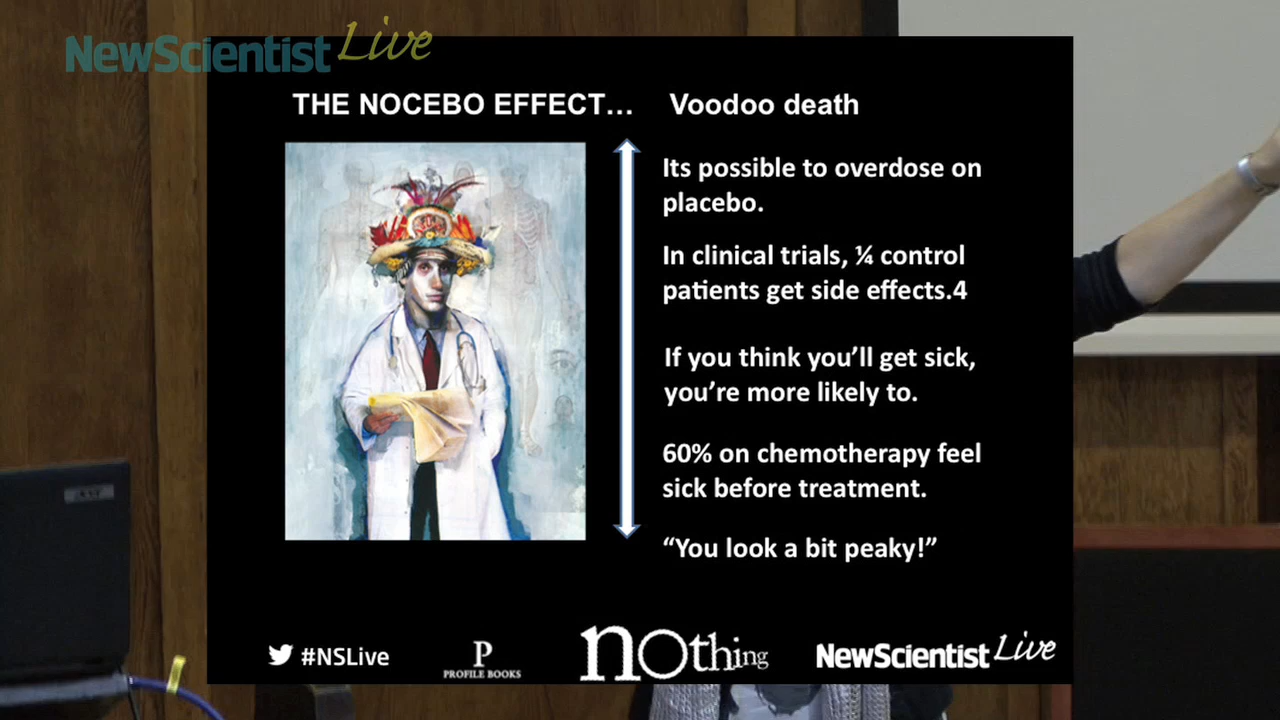 NewScientist Live
THE NOCEBO EFFECT... Voodoo death
Its possible to overdose on
placebo.
In clinical trials, ¼ control
patients get side effects.4
If you think you'll get sick,
you're more likely to.
60% on chemotherapy feel
sick before treatment.
“You look a bit peaky!”
#NSLive
P
PROFILE BOOKS
nothing
NewScientist Live